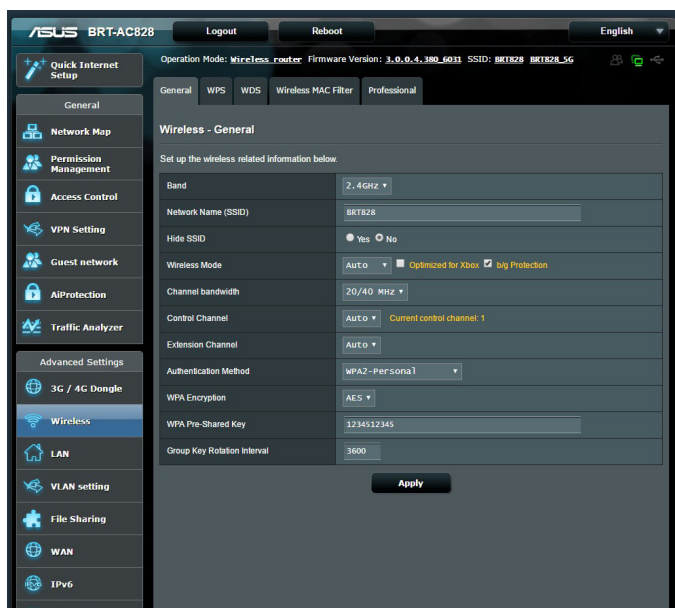 ASUS BRT-AC828 Logout Reboot English
Operation Mode: Wireless router Firmware Version: 3.0.0.4.380_6031 SSID: BRT828 BRT828_5G
Quick Internet
Setup
General
Network Map
Permission
Management
Access Control
VPN Setting
Guest network
AiProtection
Traffic Analyzer
Advanced Settings
3G / 4G Dongle
Wireless
LAN
VLAN setting
File Sharing
WAN
IPv6
General WPS WDS Wireless MAC Filter Professional
Wireless - General
Set up the wireless related information below.
Band 2.4GHz
Network Name (SSID) BRT828
Hide SSID Yes No
Wireless Mode Auto Optimized for Xbox b/g Protection
Channel bandwidth 20/40 MHz
Control Channel Auto Current control channel: 1
Extension Channel Auto
Authentication Method WPA2-Personal
WPA Encryption AES
WPA Pre-Shared Key 1234512345
Group Key Rotation Interval 3600
Apply